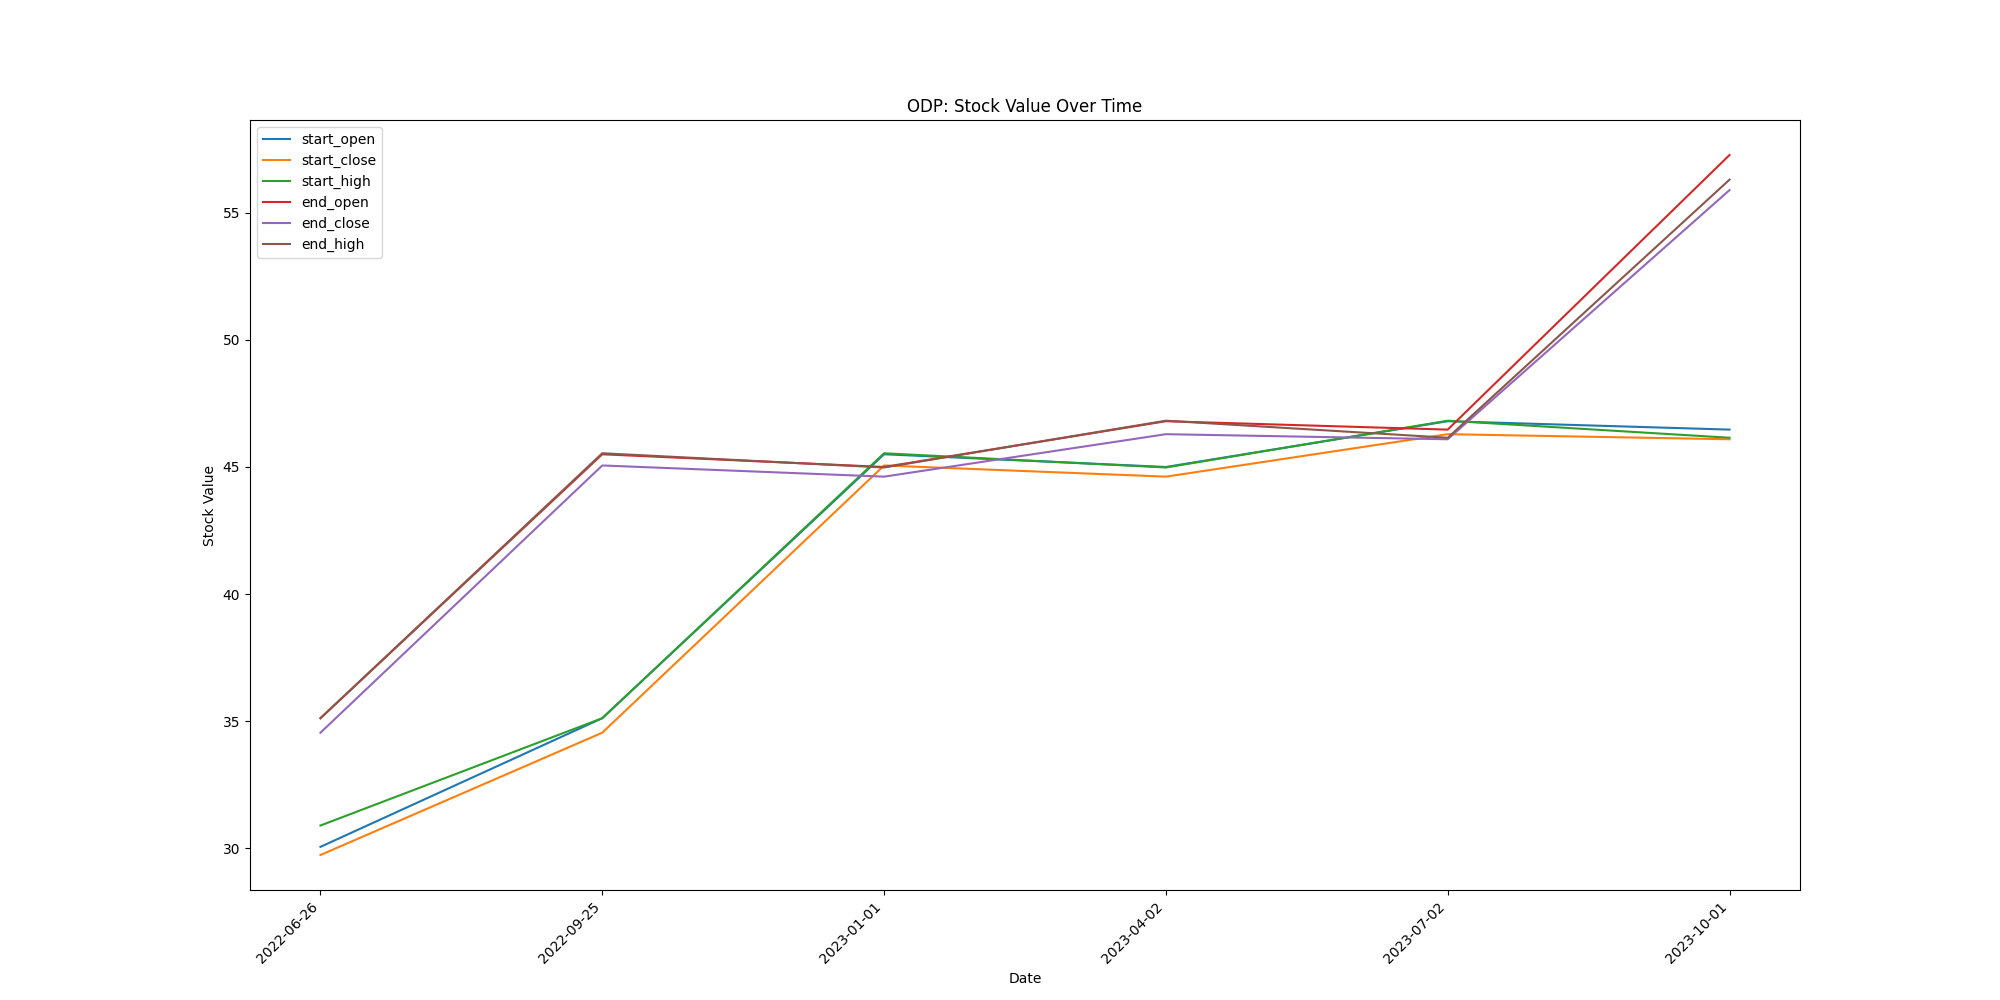 ODP: Stock Value Over Time
start_open
start_close
start_high
end_open
end_close
end_high
Stock Value
55
50
45
40
35
30
2022-06-26
2022-09-25
2023-01-01
2023-04-02
2023-07-02
2023-10-01
Date